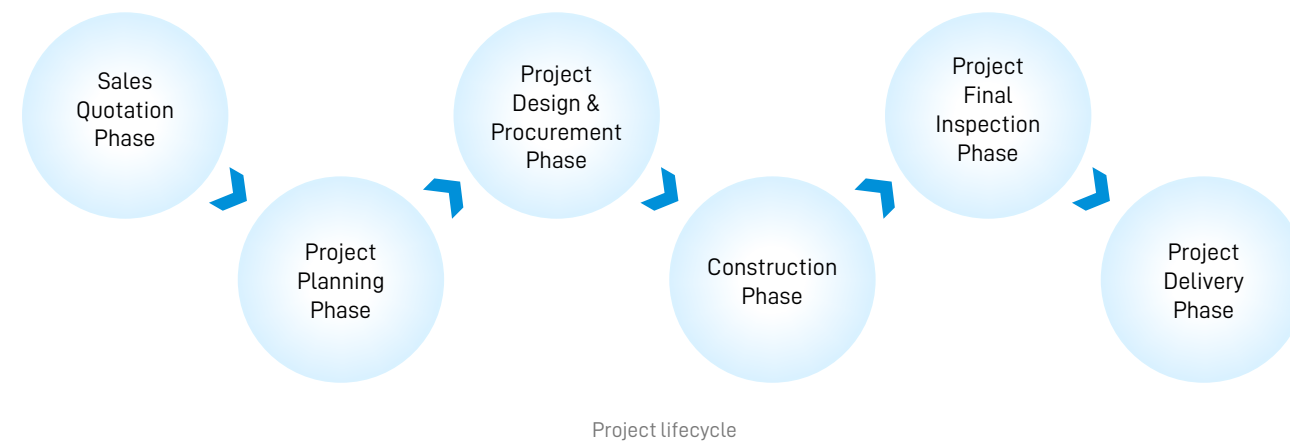 Sales
Quotation
Phase
Project
Planning
Phase
Project
Design &
Procurement
Phase
Construction
Phase
Project
Final
Inspection
Phase
Project
Delivery
Phase
Project lifecycle